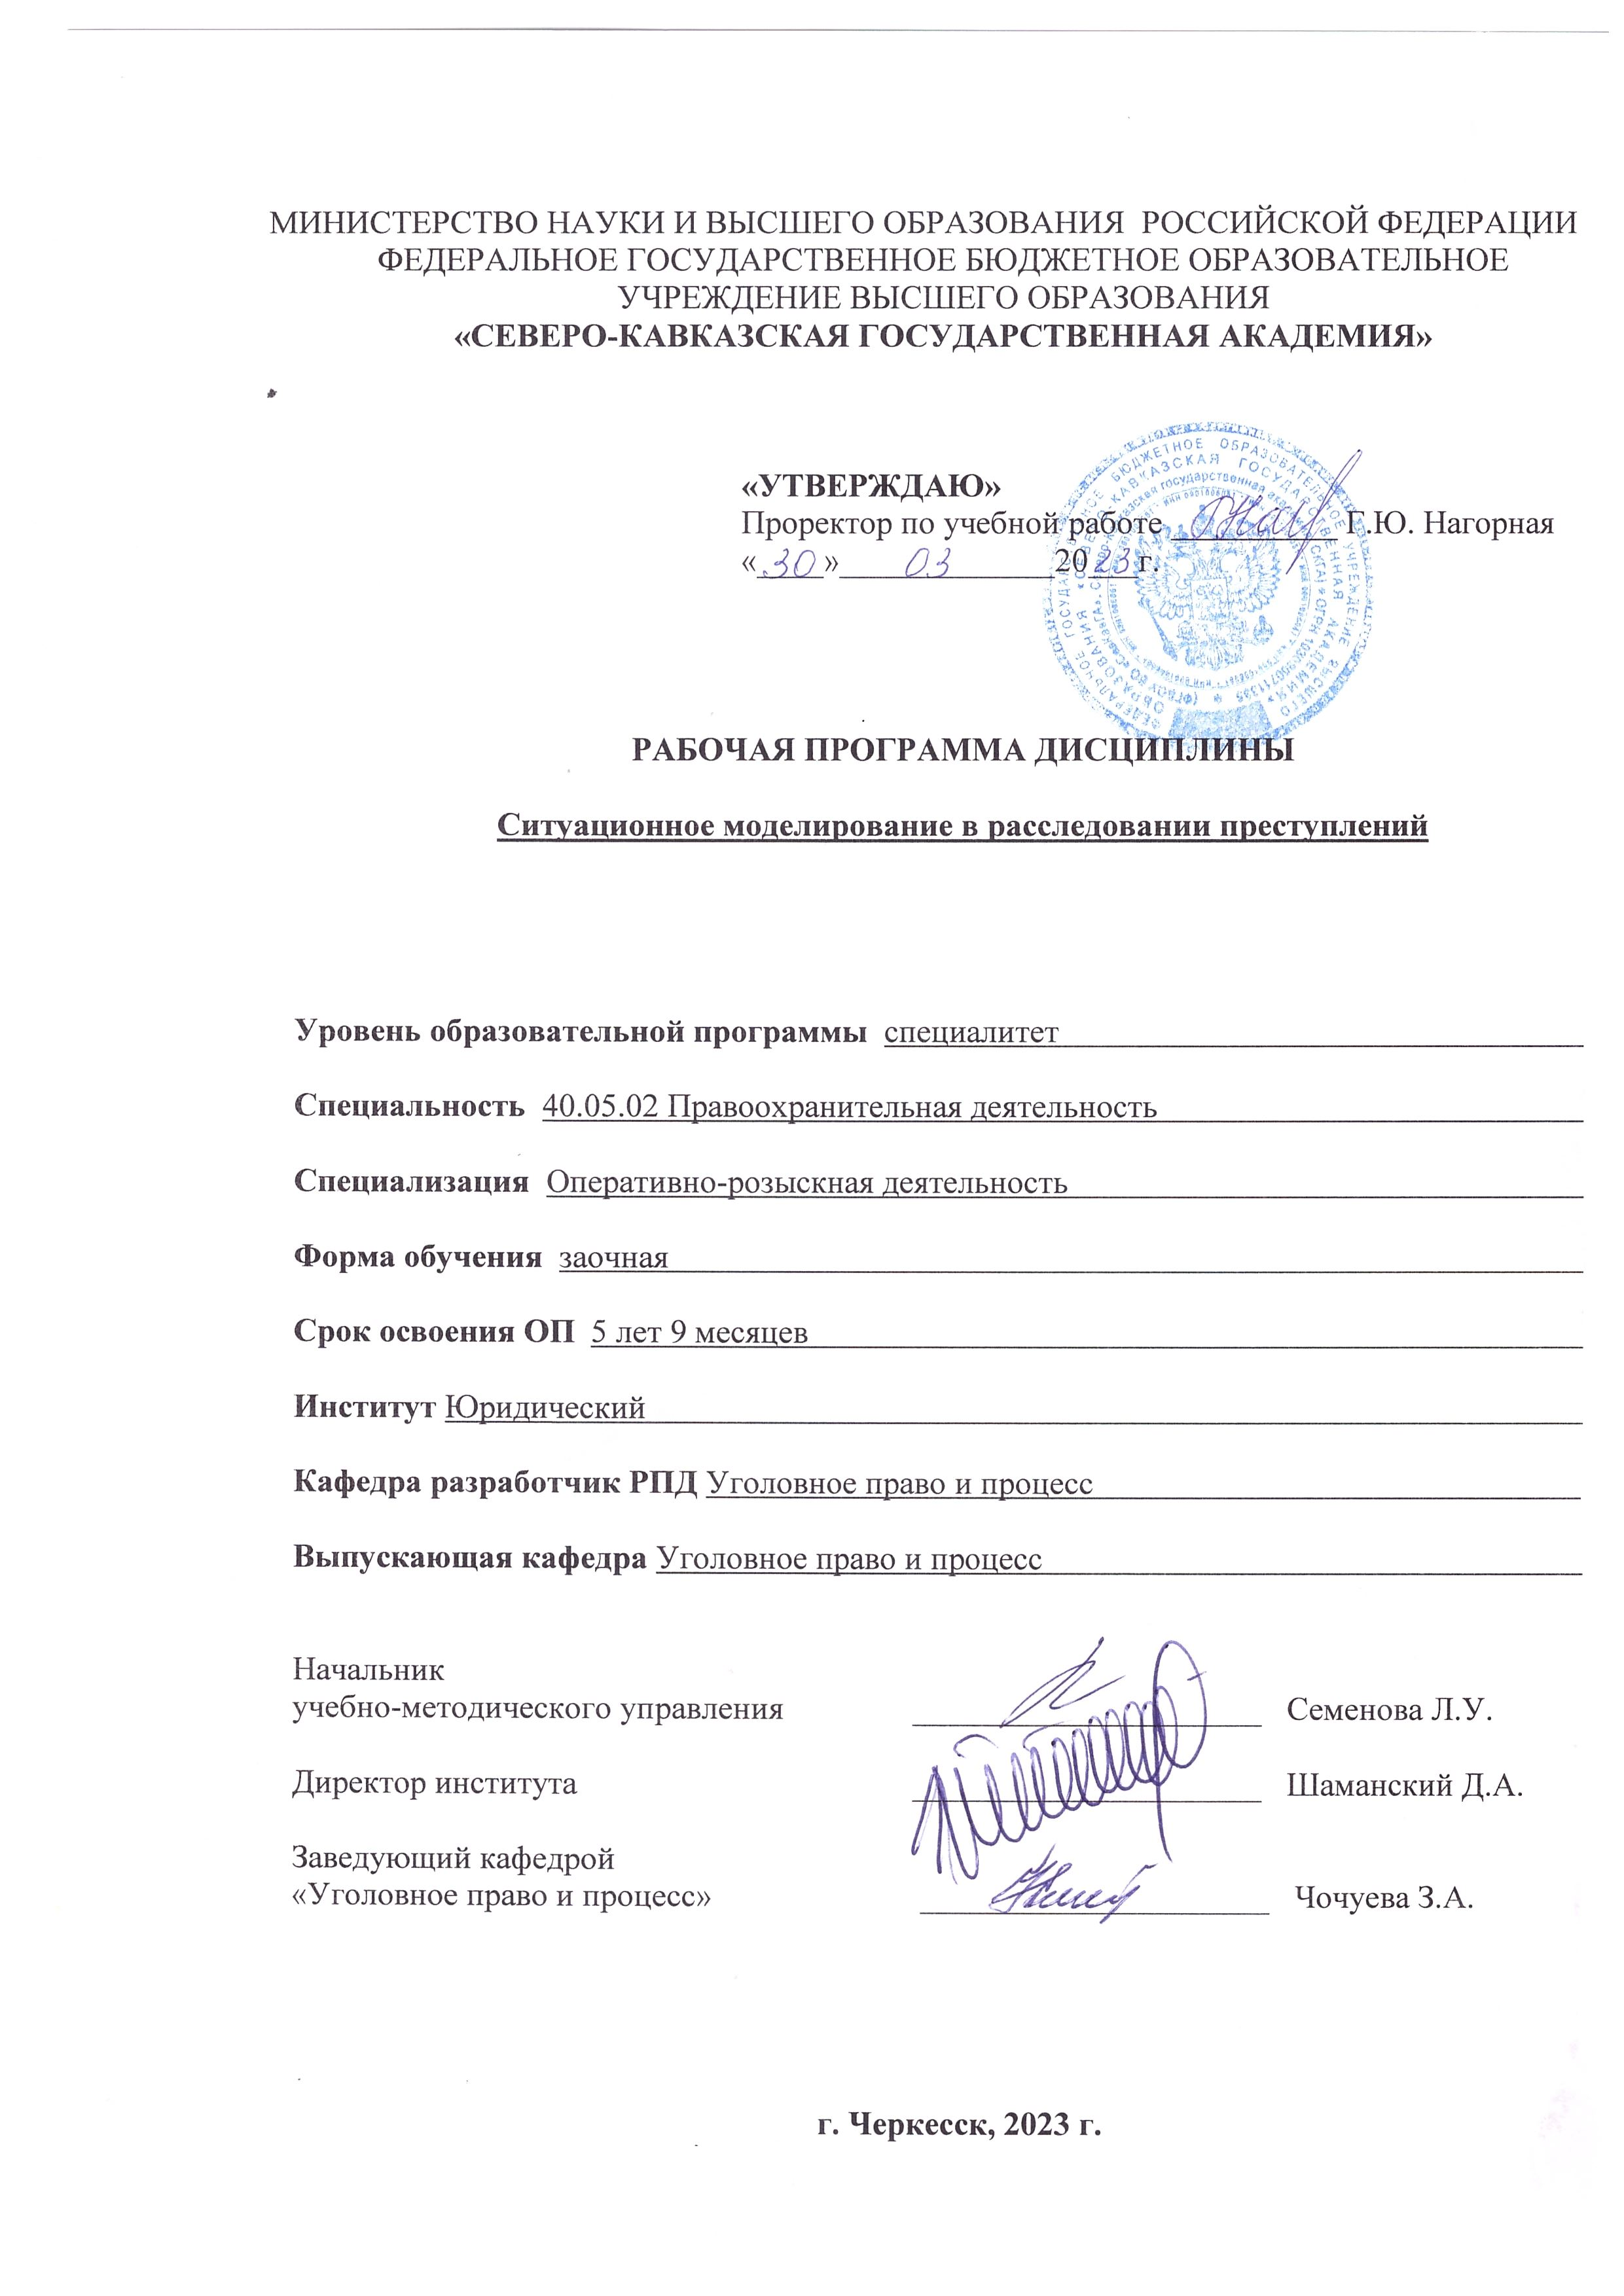 МИНИСТЕРСТВО НАУКИ И ВЫСШЕГО ОБРАЗОВАНИЯ РОССИЙСКОЙ ФЕДЕРАЦИИ
ФЕДЕРАЛЬНОЕ ГОСУДАРСТВЕННОЕ БЮДЖЕТНОЕ ОБРАЗОВАТЕЛЬНОЕ
УЧРЕЖДЕНИЕ ВЫСШЕГО ОБРАЗОВАНИЯ
«СЕВЕРО-КАВКАЗСКАЯ ГОСУДАРСТВЕННАЯ АКАДЕМИЯ»
«УТВЕРЖДАЮ»
Проректор по учебной работе __________ Г.Ю. Нагорная
«30» 03 2023г.
РАБОЧАЯ ПРОГРАММА ДИСЦИПЛИНЫ
Ситуационное моделирование в расследовании преступлений
Уровень образовательной программы специалитет
Специальность 40.05.02 Правоохранительная деятельность
Специализация Оперативно-розыскная деятельность
Форма обучения заочная
Срок освоения ОП 5 лет 9 месяцев
Институт Юридический
Кафедра разработчик РПД Уголовное право и процесс
Выпускающая кафедра Уголовное право и процесс
Начальник
учебно-методического управления Семенова Л.У.
Директор института Шаманский Д.А.
Заведующий кафедрой
«Уголовное право и процесс» Чочуева З.А.
г. Черкесск, 2023 г.